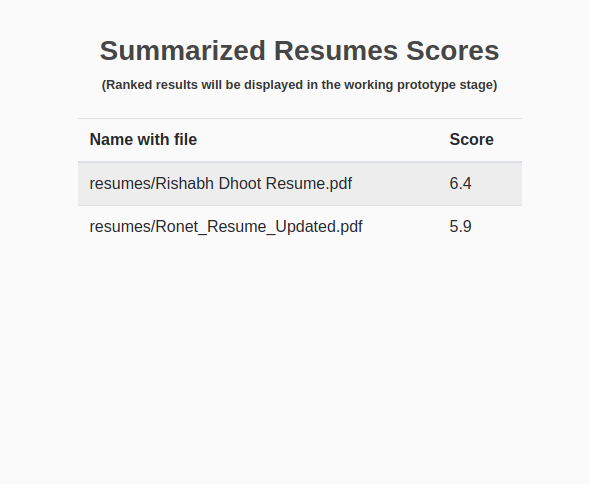 Summarized Resumes Scores
(Ranked results will be displayed in the working prototype stage)
Name with file Score
resumes/Rishabh Dhoot Resume.pdf 6.4
resumes/Ronet_Resume_Updated.pdf 5.9